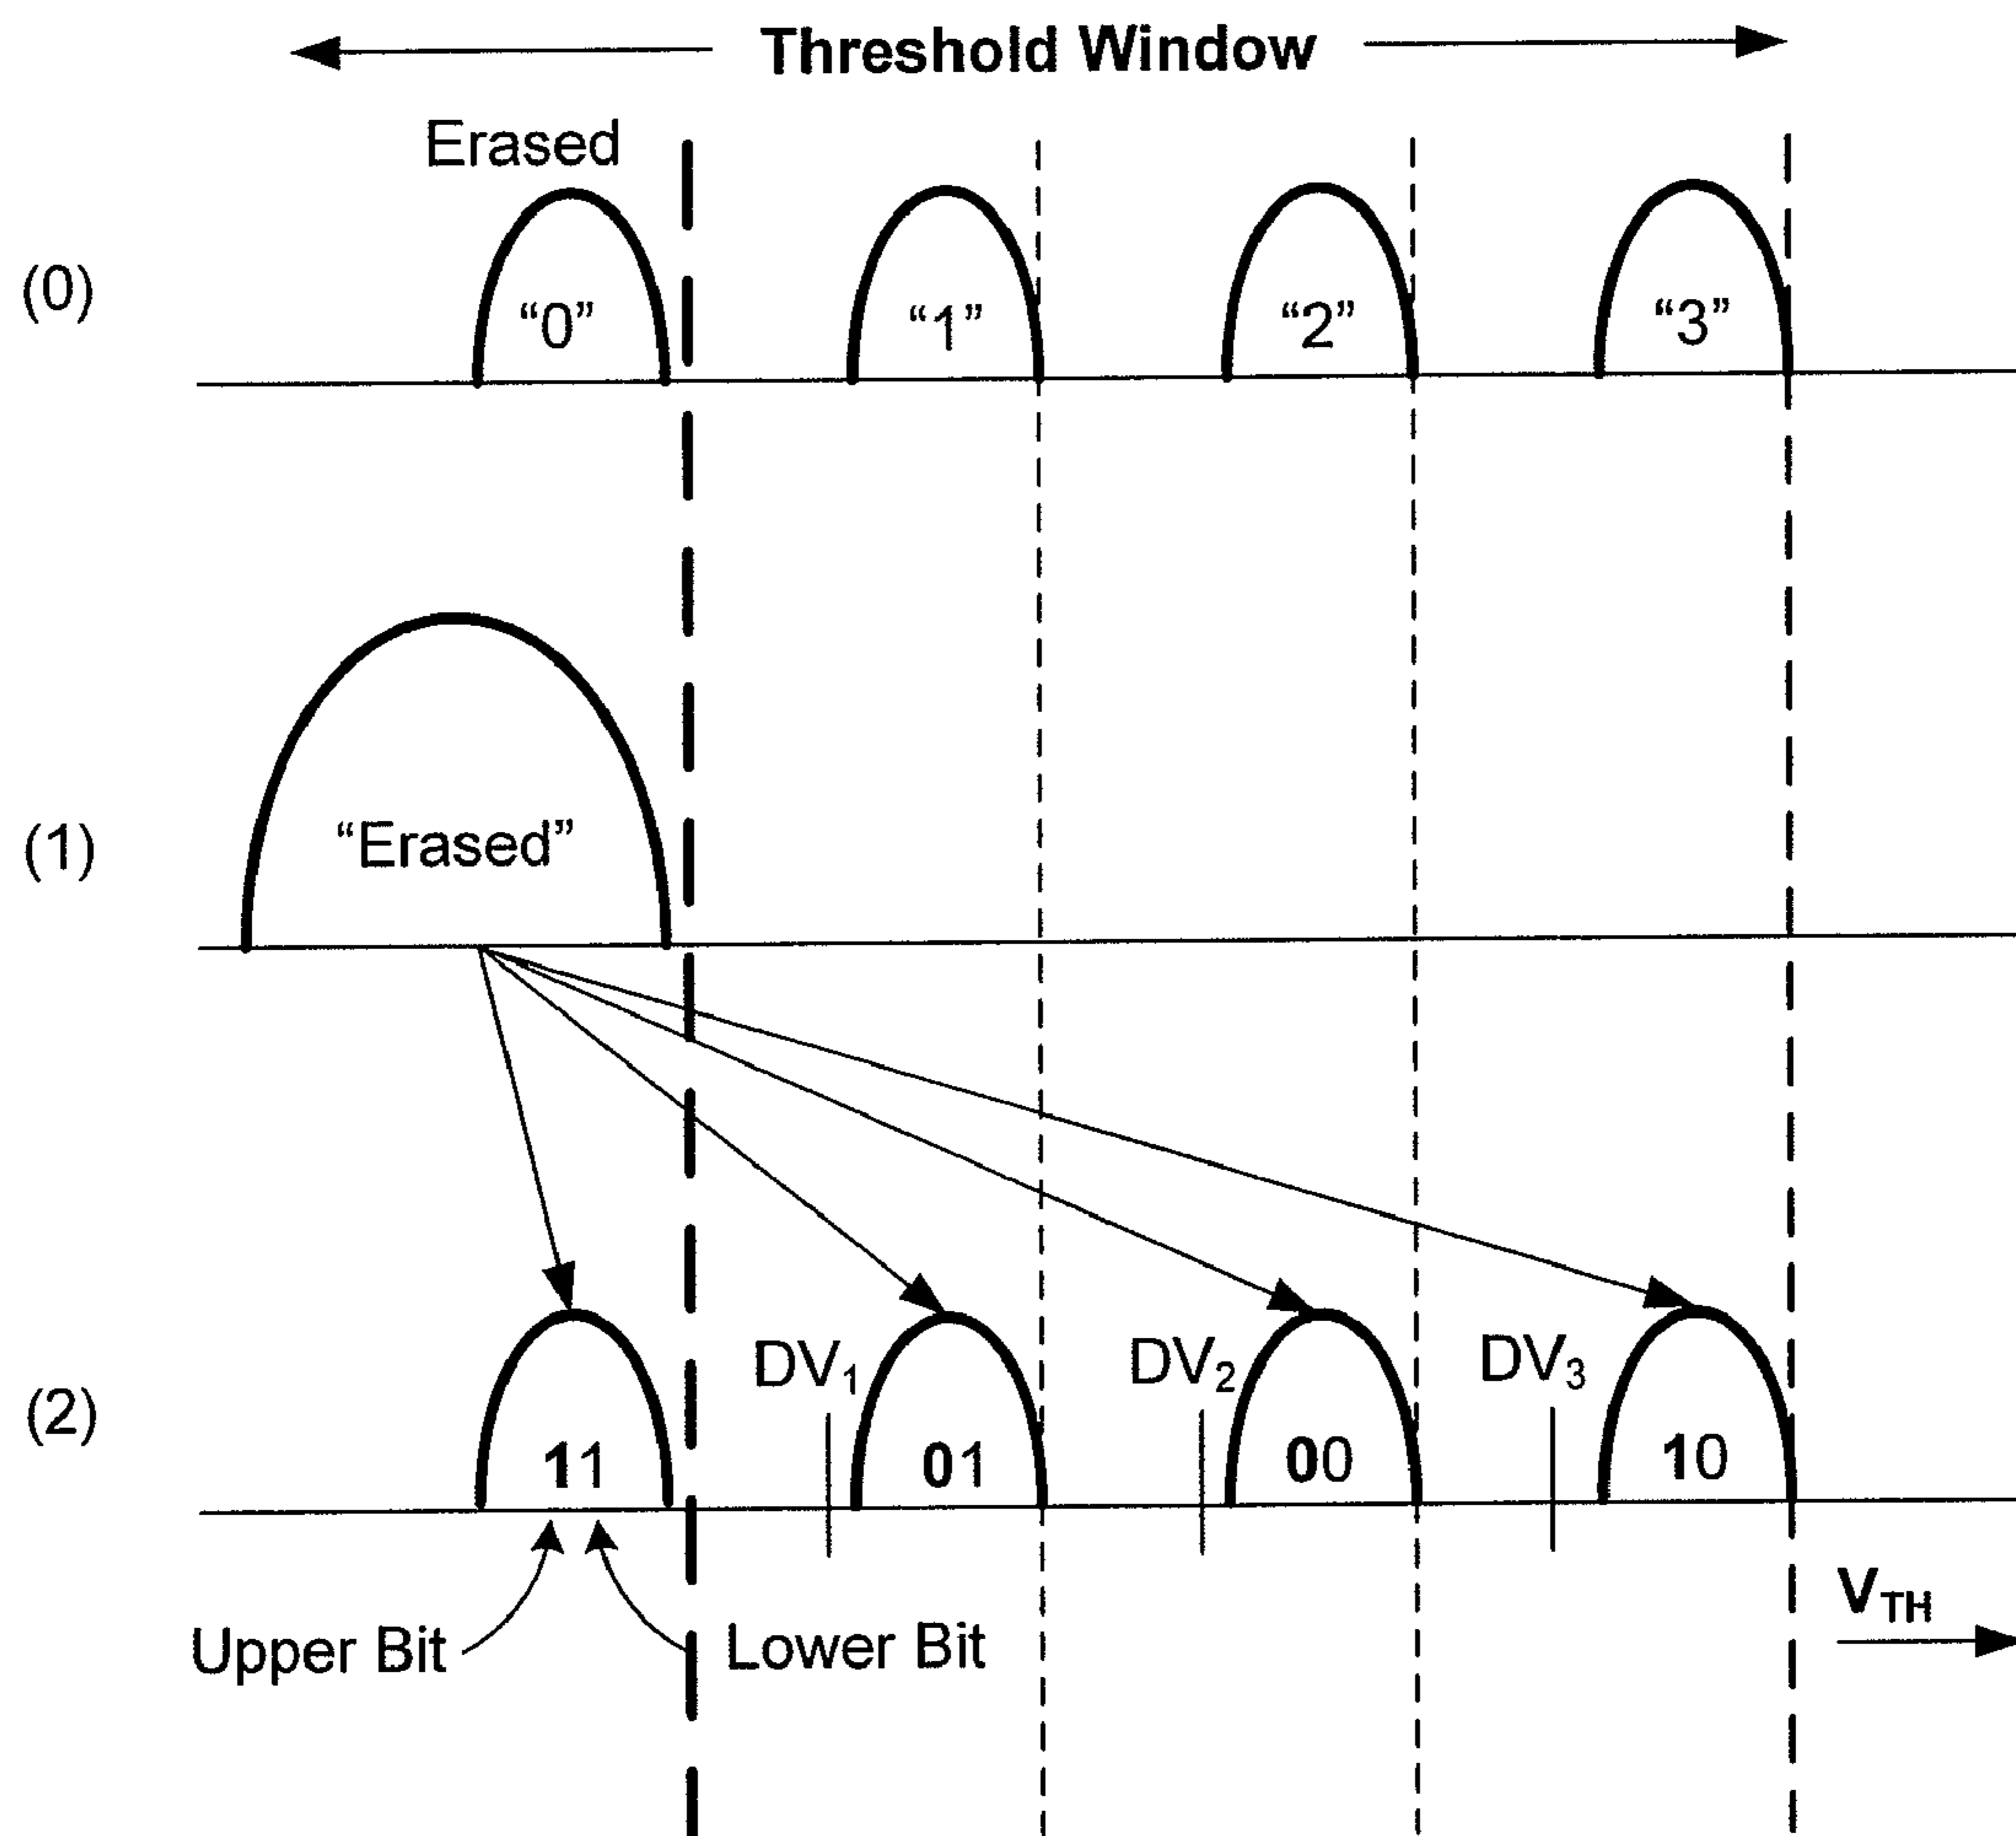 Threshold Window
Erased
(0)
“0” “1” “2” “3”
(1)
“Erased”
(2)
DV1 DV2 DV3
11 01 00 10
VTH
Upper Bit Lower Bit